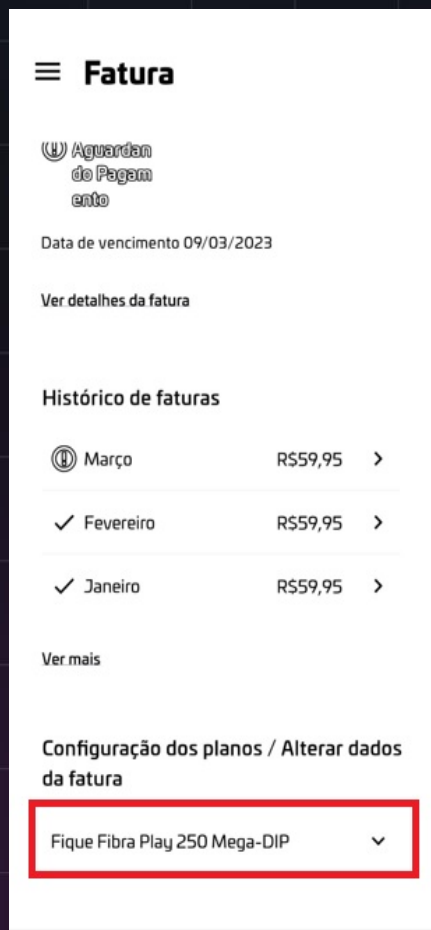 Fatura
Aguardan
do Pagam
ento
Data de vencimento 09/03/2023
Ver detalhes da fatura
Histórico de faturas
Março R$59,95
Fevereiro R$59,95
Janeiro R$59,95
Ver mais
Configuração dos planos / Alterar dados
da fatura
Fique Fibra Play 250 Mega-DIP